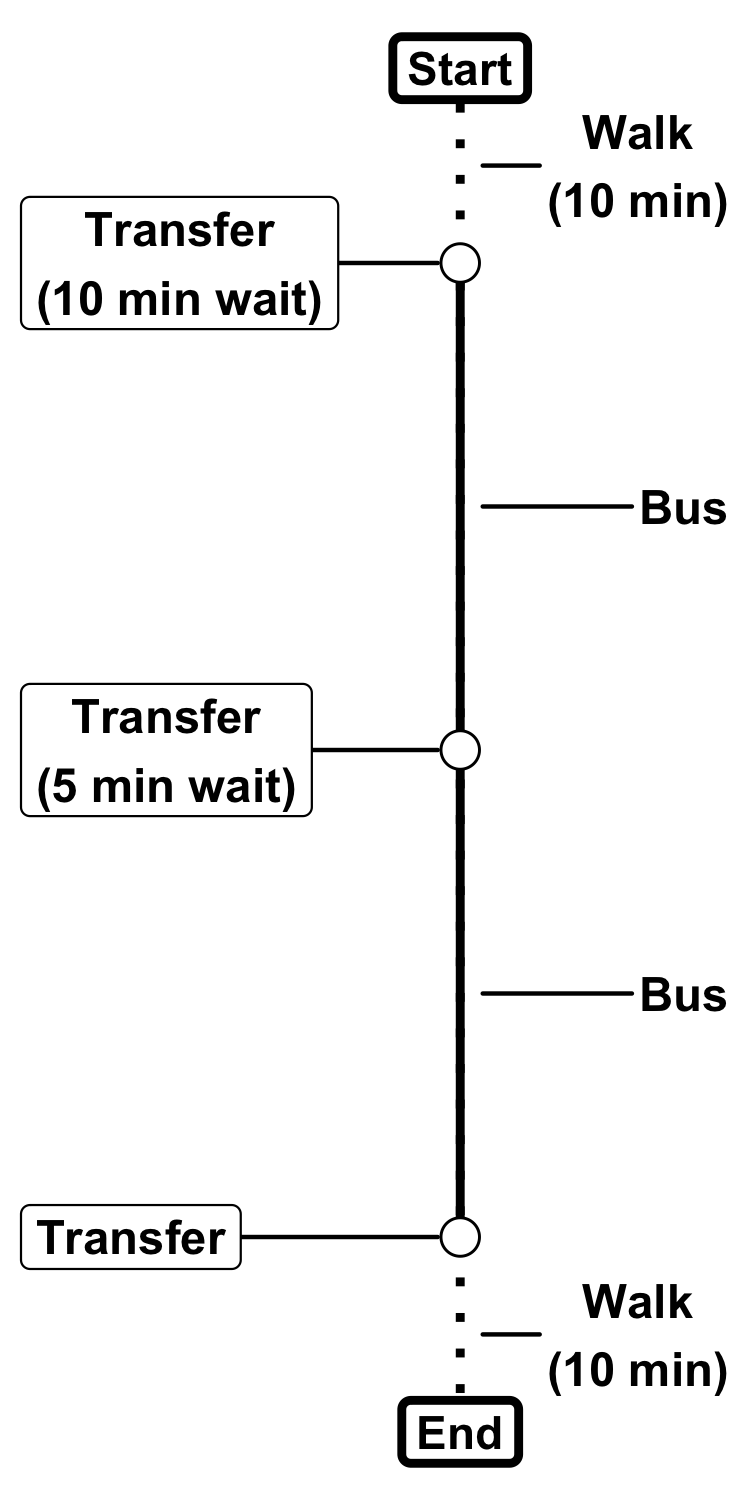 Start
Walk
(10 min)
Transfer
(10 min wait)
Bus
Transfer
(5 min wait)
Bus
Transfer
Walk
(10 min)
End